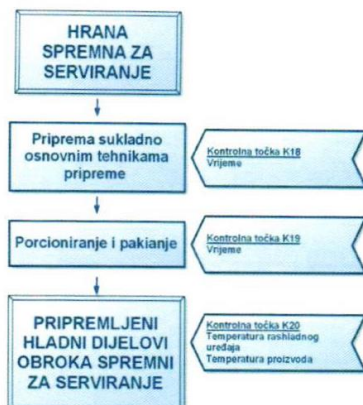 HRANA
SPREMNA ZA
SERVIRANJE
Priprema sukladno
osnovnim tehnikama
pripreme
Kontrolna točka K18
Vrijeme
Porcioniranje i pakianje
Kontrolna točka K19
Vrijeme
PRIPREMLJENI
HLADNI DIJELOVI
OBROKA SPREMNI
ZA SERVIRANJE
Kontrolna točka K20
Temperatura rashladnog
uređaja
Temperatura proizvoda